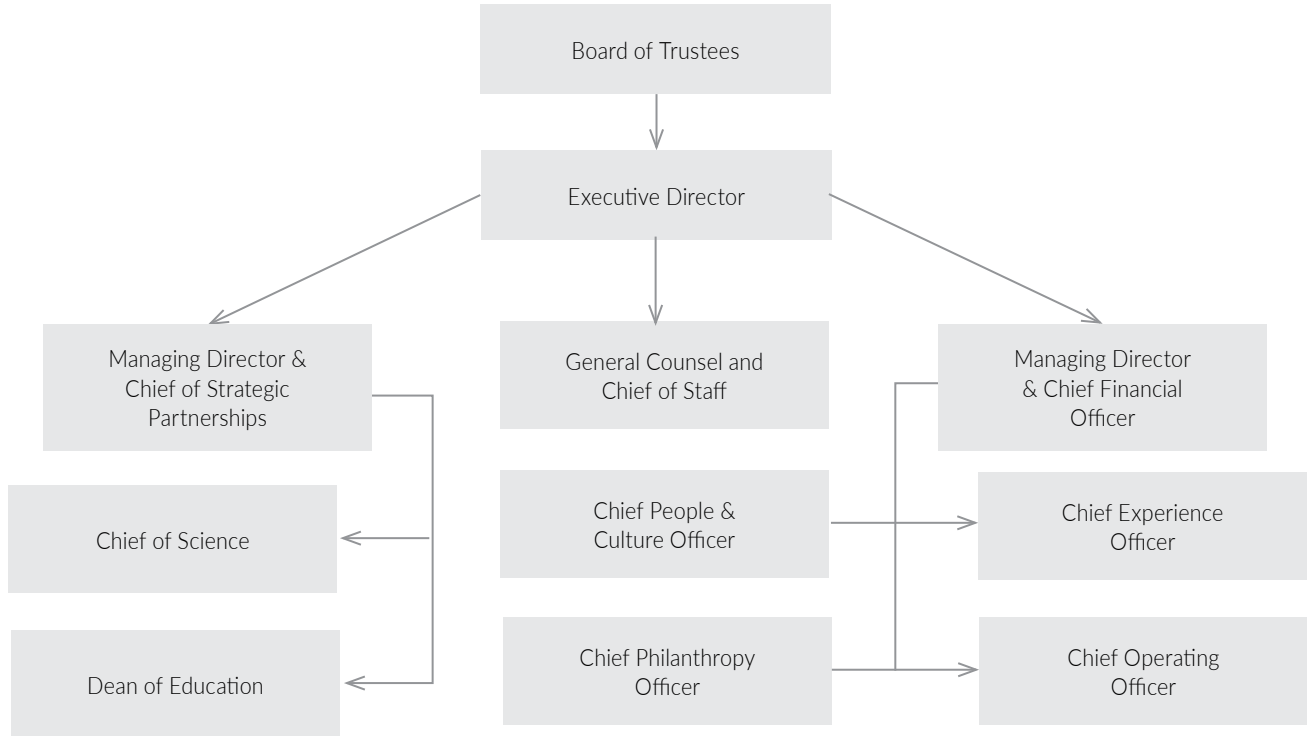 Board of Trustees
Executive Director
Managing Director &
Chief of Strategic
Partnerships
General Counsel and
Chief of Staff
Managing Director
& Chief Financial
Officer
Chief of Science
Chief People &
Culture Officer
Chief Experience
Officer
Dean of Education
Chief Philanthropy
Officer
Chief Operating
Officer